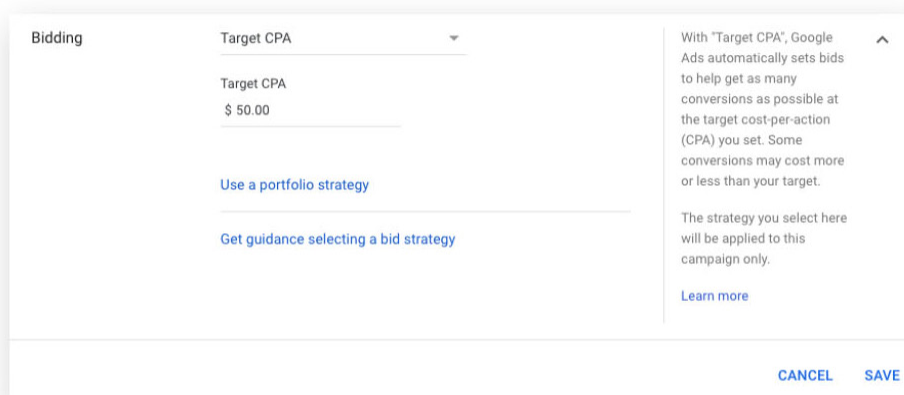 Bidding
Target CPA
Target CPA
$ 50.00
Use a portfolio strategy
Get guidance selecting a bid strategy
With "Target CPA", Google
Ads automatically sets bids
to help get as many
conversions as possible at
the target cost-per-action
(CPA) you set. Some
conversions may cost more
or less than your target.
The strategy you select here
will be applied to this
campaign only.
Learn more
CANCEL SAVE